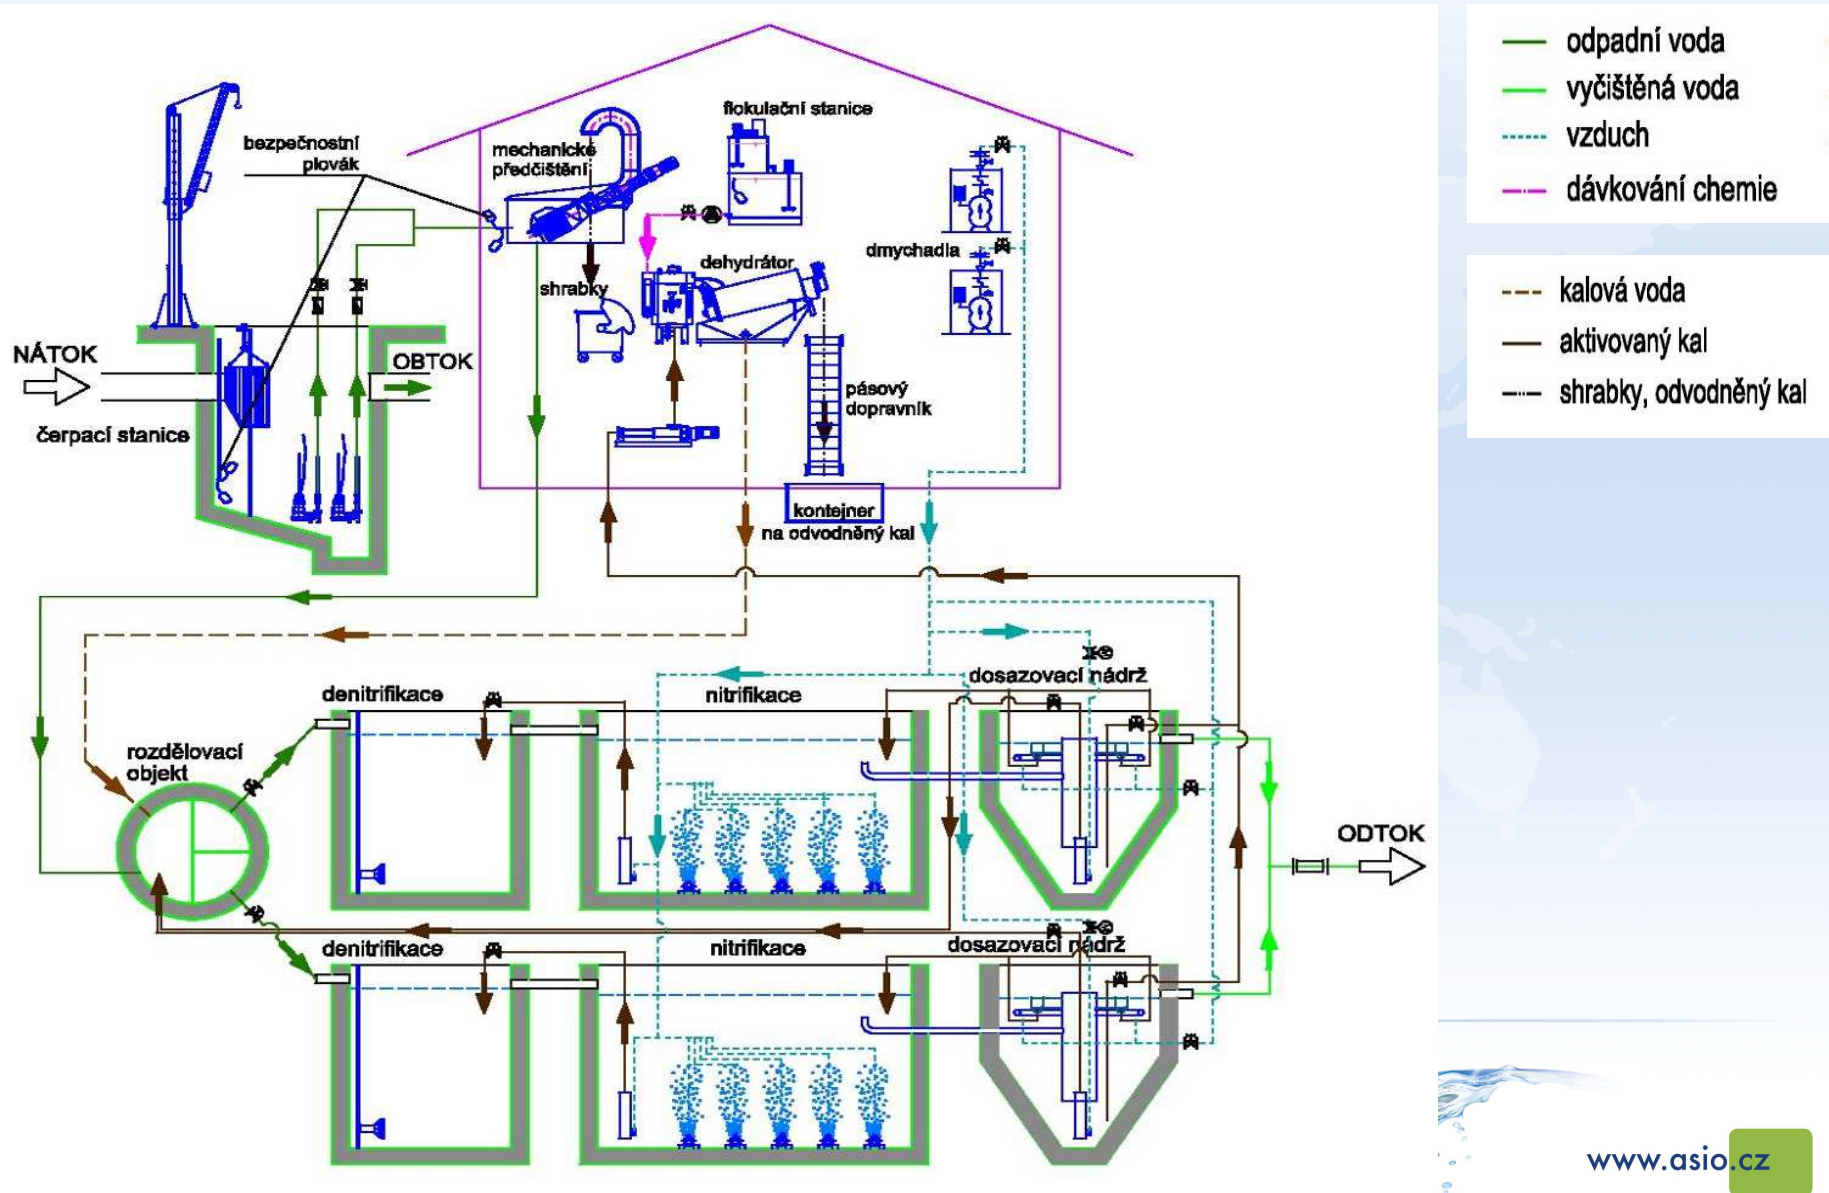 odpadní voda
vyčištěná voda
vzduch
dávkování chemie
kalová voda
aktivovaný kal
shrabky, odvodněný kal
bezpečnostní
plovák
mechanické
předčištění
flokulační stanice
shrabky
dehydrátor
dmychadla
NÁTOK
OBTOK
čerpací stanice
pásový
dopravník
kontejner
na odvodněný kal
denitrifikace
nitrifikace
dosazovací nádrž
rozdělovací
objekt
ODTOK
denitrifikace
nitrifikace
dosazovací nádrž
www.asio.cz